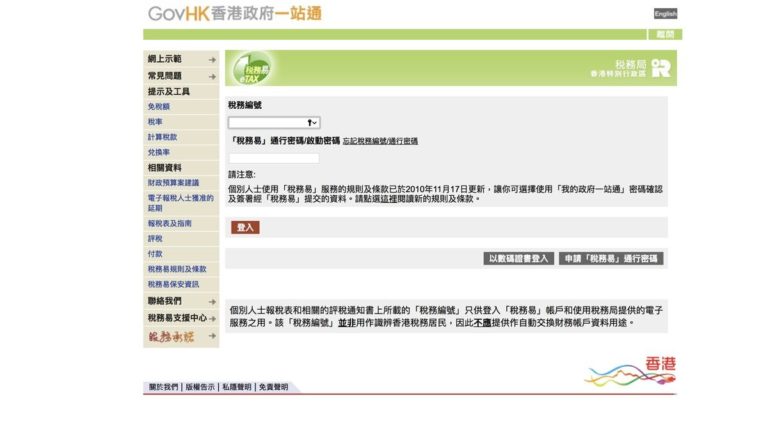 GovHK香港政府一站通
English
離開
網上示範
常見問題
提示及工具
免稅額
稅率
計算稅款
兌換率
相關資料
財政預算案建議
電子報稅人士獲准的
延期
報稅表及指南
評稅
付款
稅務易規則及條款
稅務易保安資訊
聯絡我們
稅務易支援中心
服務承諾
稅務易
eTAX
稅務局
香港特別行政區
稅務編號
「稅務易」通行密碼/啟動密碼 忘記稅務編號/通行密碼
請注意:
個別人士使用「稅務易」服務的規則及條款已於2010年11月17日更新，讓你可選擇使用「我的政府一站通」密碼確認
及簽署經「稅務易」提交的資料。請點選這裡閱讀新的規則及條款。
登入
以數碼證書登入
申請「稅務易」通行密碼
個別人士報稅表和相關的評稅通知書上所載的「稅務編號」只供登入「稅務易」帳戶和使用稅務局提供的電子
服務之用。該「稅務編號」並非用作識辨香港稅務居民，因此不應提供作自動交換財務帳戶資料用途。
香港
關於我們 | 版權告示 | 私隱聲明 | 免責聲明